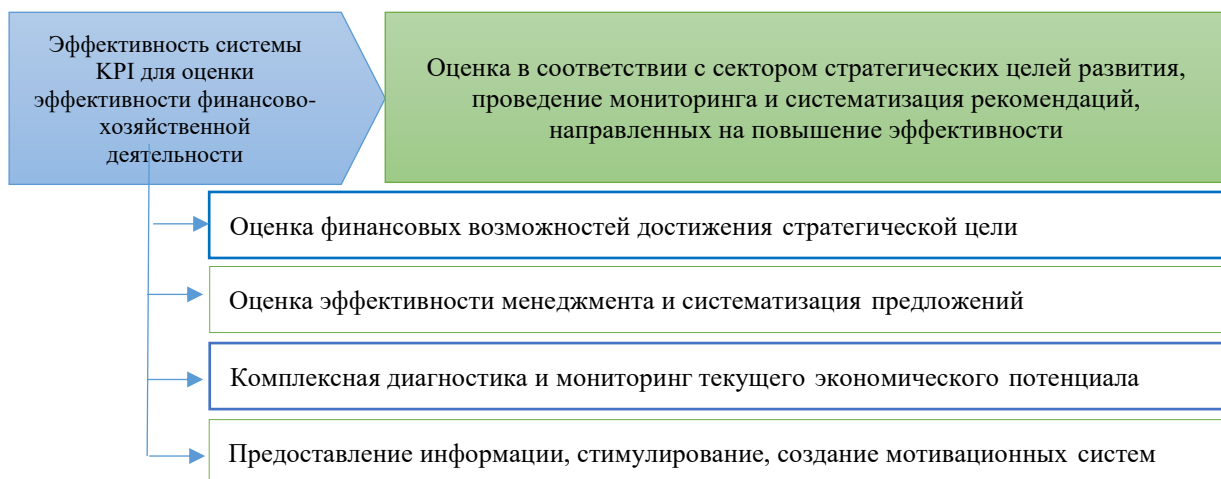 Эффективность системы
KPI для оценки
эффективности финансово-
хозяйственной
деятельности
Оценка в соответствии с сектором стратегических целей развития,
проведение мониторинга и систематизация рекомендаций,
направленных на повышение эффективности
Оценка финансовых возможностей достижения стратегической цели
Оценка эффективности менеджмента и систематизация предложений
Комплексная диагностика и мониторинг текущего экономического потенциала
Предоставление информации, стимулирование, создание мотивационных систем